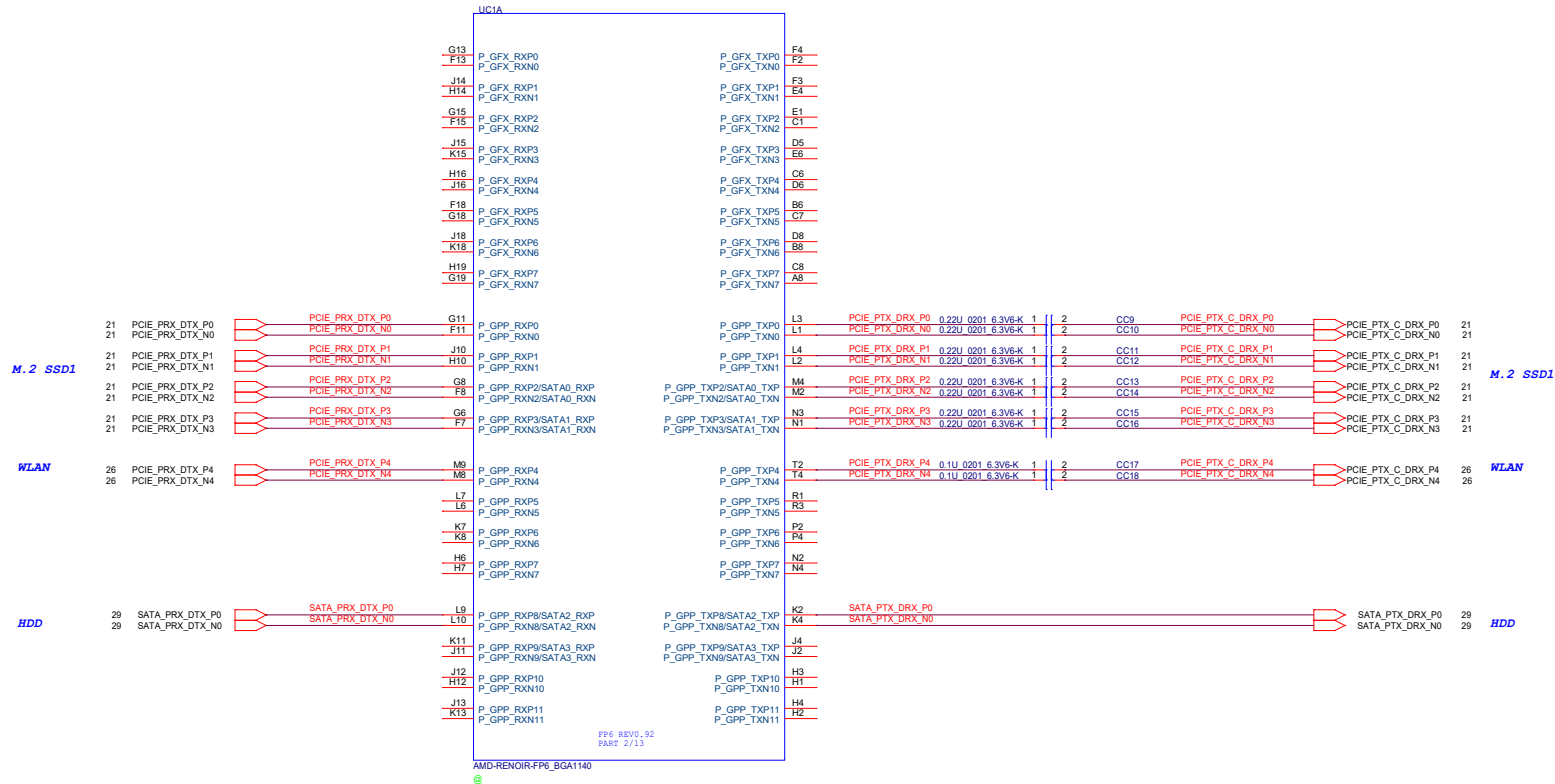 UC1A
G13 P_GFX_RXP0 P_GFX_TXP0 F4
F13 P_GFX_RXN0 P_GFX_TXN0 F2
J14 P_GFX_RXP1 P_GFX_TXP1 F3
H14 P_GFX_RXN1 P_GFX_TXN1 E4
G15 P_GFX_RXP2 P_GFX_TXP2 E1
F15 P_GFX_RXN2 P_GFX_TXN2 C1
J15 P_GFX_RXP3 P_GFX_TXP3 D5
K15 P_GFX_RXN3 P_GFX_TXN3 E6
H16 P_GFX_RXP4 P_GFX_TXP4 C6
J16 P_GFX_RXN4 P_GFX_TXN4 D6
F18 P_GFX_RXP5 P_GFX_TXP5 B6
G18 P_GFX_RXN5 P_GFX_TXN5 C7
J18 P_GFX_RXP6 P_GFX_TXP6 D8
K18 P_GFX_RXN6 P_GFX_TXN6 B8
H19 P_GFX_RXP7 P_GFX_TXP7 C8
G19 P_GFX_RXN7 P_GFX_TXN7 A8
21 PCIE_PRX_DTX_P0 PCIE_PRX_DTX_P0 G11 P_GPP_RXP0 P_GPP_TXP0 L3 PCIE_PTX_DRX_P0 0.22U_0201_6.3V6-K 1 2 CC9 PCIE_PTX_C_DRX_P0 PCIE_PTX_C_DRX_P0 21
21 PCIE_PRX_DTX_N0 PCIE_PRX_DTX_N0 F11 P_GPP_RXN0 P_GPP_TXN0 L1 PCIE_PTX_DRX_N0 0.22U_0201_6.3V6-K 1 2 CC10 PCIE_PTX_C_DRX_N0 PCIE_PTX_C_DRX_N0 21
21 PCIE_PRX_DTX_P1 PCIE_PRX_DTX_P1 J10 P_GPP_RXP1 P_GPP_TXP1 L4 PCIE_PTX_DRX_P1 0.22U_0201_6.3V6-K 1 2 CC11 PCIE_PTX_C_DRX_P1 PCIE_PTX_C_DRX_P1 21
21 PCIE_PRX_DTX_N1 PCIE_PRX_DTX_N1 H10 P_GPP_RXN1 P_GPP_TXN1 L2 PCIE_PTX_DRX_N1 0.22U_0201_6.3V6-K 1 2 CC12 PCIE_PTX_C_DRX_N1 PCIE_PTX_C_DRX_N1 21
M.2 SSD1 M.2 SSD1
21 PCIE_PRX_DTX_P2 PCIE_PRX_DTX_P2 G8 P_GPP_RXP2/SATA0_RXP P_GPP_TXP2/SATA0_TXP M4 PCIE_PTX_DRX_P2 0.22U_0201_6.3V6-K 1 2 CC13 PCIE_PTX_C_DRX_P2 PCIE_PTX_C_DRX_P2 21
21 PCIE_PRX_DTX_N2 PCIE_PRX_DTX_N2 F8 P_GPP_RXN2/SATA0_RXN P_GPP_TXN2/SATA0_TXN M2 PCIE_PTX_DRX_N2 0.22U_0201_6.3V6-K 1 2 CC14 PCIE_PTX_C_DRX_N2 PCIE_PTX_C_DRX_N2 21
21 PCIE_PRX_DTX_P3 PCIE_PRX_DTX_P3 G6 P_GPP_RXP3/SATA1_RXP P_GPP_TXP3/SATA1_TXP N3 PCIE_PTX_DRX_P3 0.22U_0201_6.3V6-K 1 2 CC15 PCIE_PTX_C_DRX_P3 PCIE_PTX_C_DRX_P3 21
21 PCIE_PRX_DTX_N3 PCIE_PRX_DTX_N3 F7 P_GPP_RXN3/SATA1_RXN P_GPP_TXN3/SATA1_TXN N1 PCIE_PTX_DRX_N3 0.22U_0201_6.3V6-K 1 2 CC16 PCIE_PTX_C_DRX_N3 PCIE_PTX_C_DRX_N3 21
WLAN WLAN
26 PCIE_PRX_DTX_P4 PCIE_PRX_DTX_P4 M9 P_GPP_RXP4 P_GPP_TXP4 T2 PCIE_PTX_DRX_P4 0.1U_0201_6.3V6-K 1 2 CC17 PCIE_PTX_C_DRX_P4 PCIE_PTX_C_DRX_P4 26
26 PCIE_PRX_DTX_N4 PCIE_PRX_DTX_N4 M8 P_GPP_RXN4 P_GPP_TXN4 T4 PCIE_PTX_DRX_N4 0.1U_0201_6.3V6-K 1 2 CC18 PCIE_PTX_C_DRX_N4 PCIE_PTX_C_DRX_N4 26
L7 P_GPP_RXP5 P_GPP_TXP5 R1
L6 P_GPP_RXN5 P_GPP_TXN5 R3
K7 P_GPP_RXP6 P_GPP_TXP6 P2
K8 P_GPP_RXN6 P_GPP_TXN6 P4
H6 P_GPP_RXP7 P_GPP_TXP7 N2
H7 P_GPP_RXN7 P_GPP_TXN7 N4
29 SATA_PRX_DTX_P0 SATA_PRX_DTX_P0 L9 P_GPP_RXP8/SATA2_RXP P_GPP_TXP8/SATA2_TXP K2 SATA_PTX_DRX_P0 SATA_PTX_DRX_P0 29
29 SATA_PRX_DTX_N0 SATA_PRX_DTX_N0 L10 P_GPP_RXN8/SATA2_RXN P_GPP_TXN8/SATA2_TXN K4 SATA_PTX_DRX_N0 SATA_PTX_DRX_N0 29
HDD HDD
K11 P_GPP_RXP9/SATA3_RXP P_GPP_TXP9/SATA3_TXP J4
J11 P_GPP_RXN9/SATA3_RXN P_GPP_TXN9/SATA3_TXN J2
J12 P_GPP_RXP10 P_GPP_TXP10 H3
H12 P_GPP_RXN10 P_GPP_TXN10 H1
J13 P_GPP_RXP11 P_GPP_TXP11 H4
K13 P_GPP_RXN11 P_GPP_TXN11 H2
FP6 REV0.92
PART 2/13
AMD-RENOIR-FP6_BGA1140
@